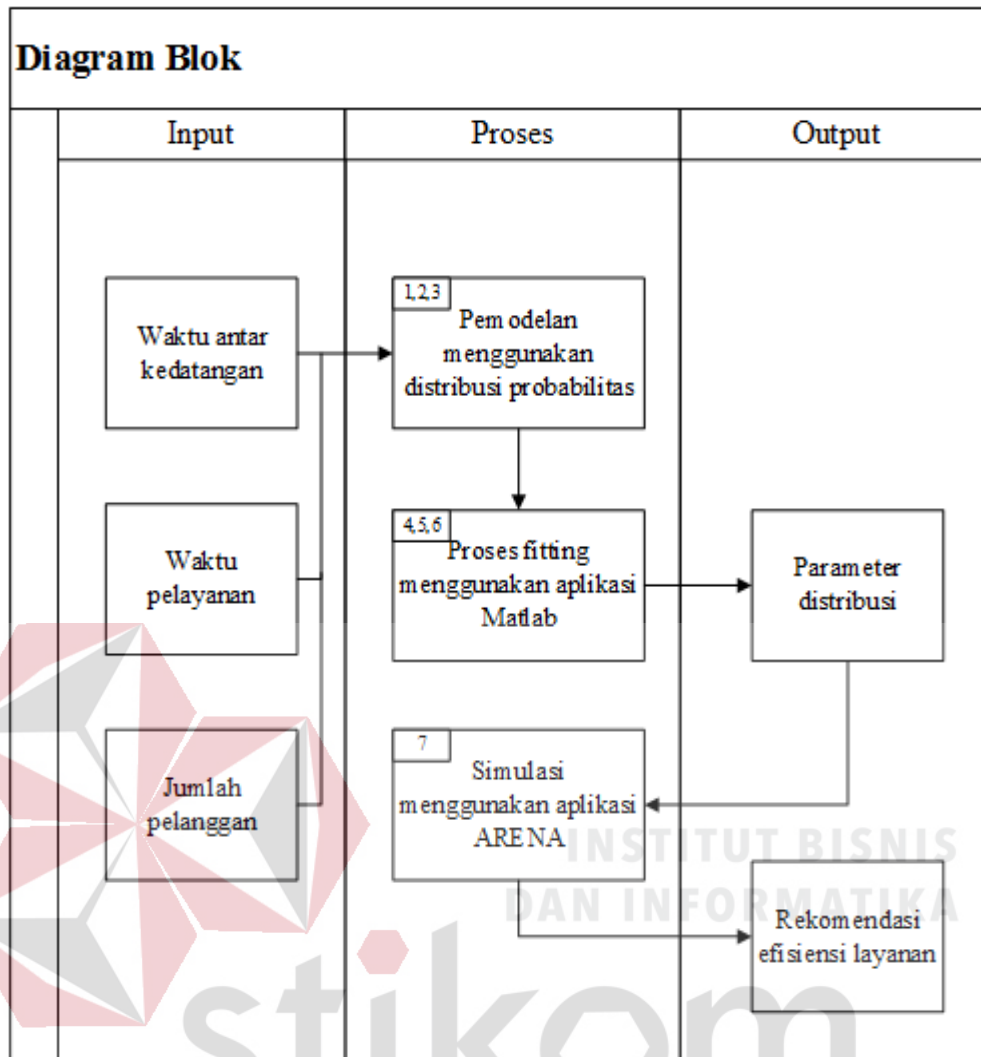 Diagram Blok
Input
Proses
Output
Waktu antar
kedatangan
1,2,3
Pemodelan
menggunakan
distribusi probabilitas
Waktu
pelayanan
4,5,6
Proses fitting
menggunakan aplikasi
Matlab
Parameter
distribusi
Jumlah
pelanggan
7
Simulasi
menggunakan aplikasi
ARENA
INSTITUT BISNIS
DAN INFORMATIKA
Rekomendasi
efisiensi layanan
stikom